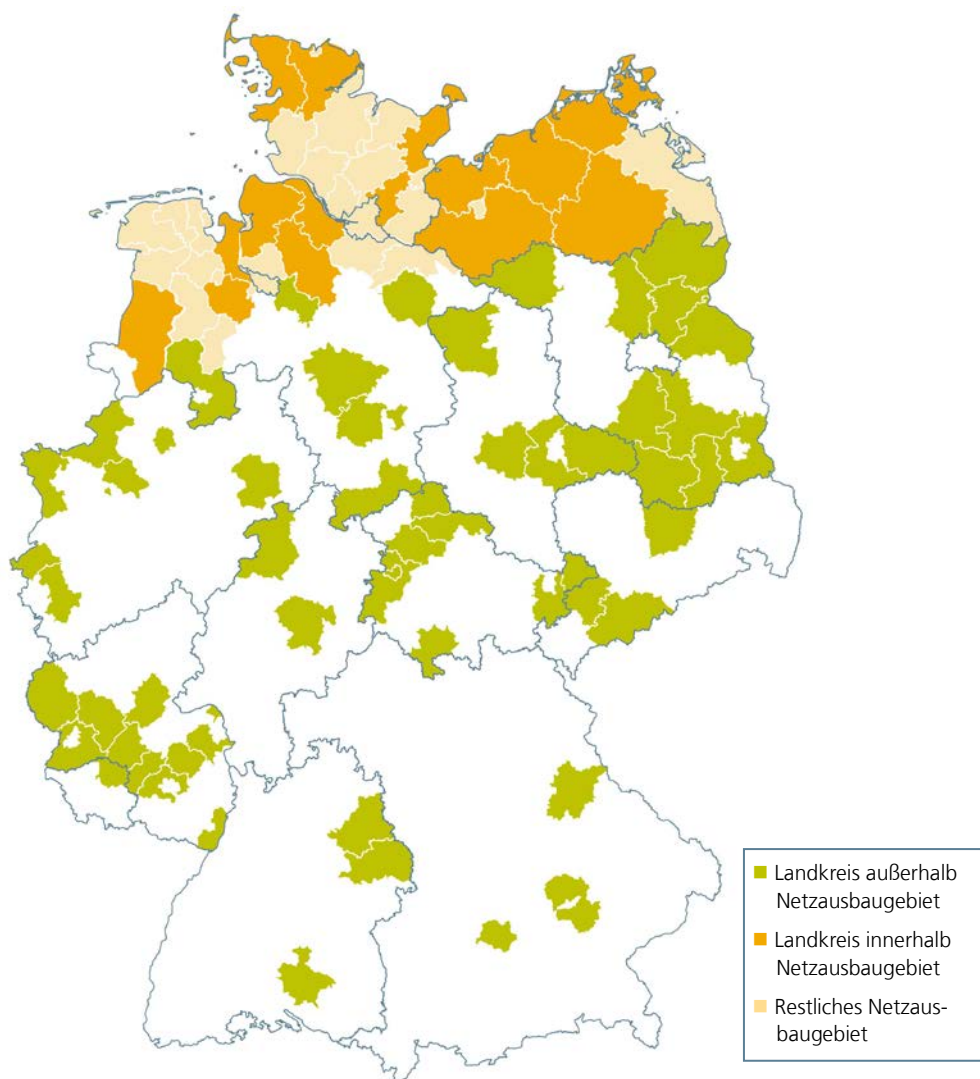 Landkreis außerhalb
Netzausbaugebiet
Landkreis innerhalb
Netzausbaugebiet
Restliches Netzaus-
baugebiet